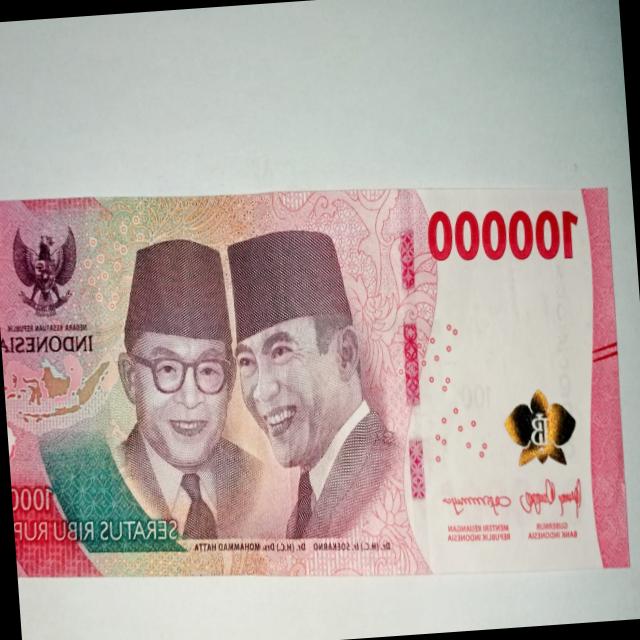 100000
NEGARA KESATUAN REPUBLIK
INDONESIA
100
1000
SERATUS RIBU RUP
Dr. (H.C.) Drs. MOHAMMAD HATTA
Dr. (H.C.) Ir. SOEKARNO
GUBERNUR
BANK INDONESIA
MENTERI KEUANGAN
REPUBLIK INDONESIA